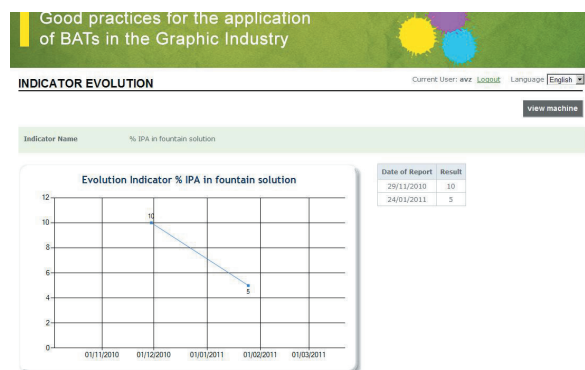 Good practices for the application
of BATs in the Graphic Industry
INDICATOR EVOLUTION
Current User: avz Logout Language English
view machine
Indicator Name % IPA in fountain solution
Evolution Indicator % IPA in fountain solution
12
10
8
6
4
2
0
10
5
01/11/2010 01/12/2010 01/01/2011 01/02/2011 01/03/2011
Date of Report Result
29/11/2010 10
24/01/2011 5